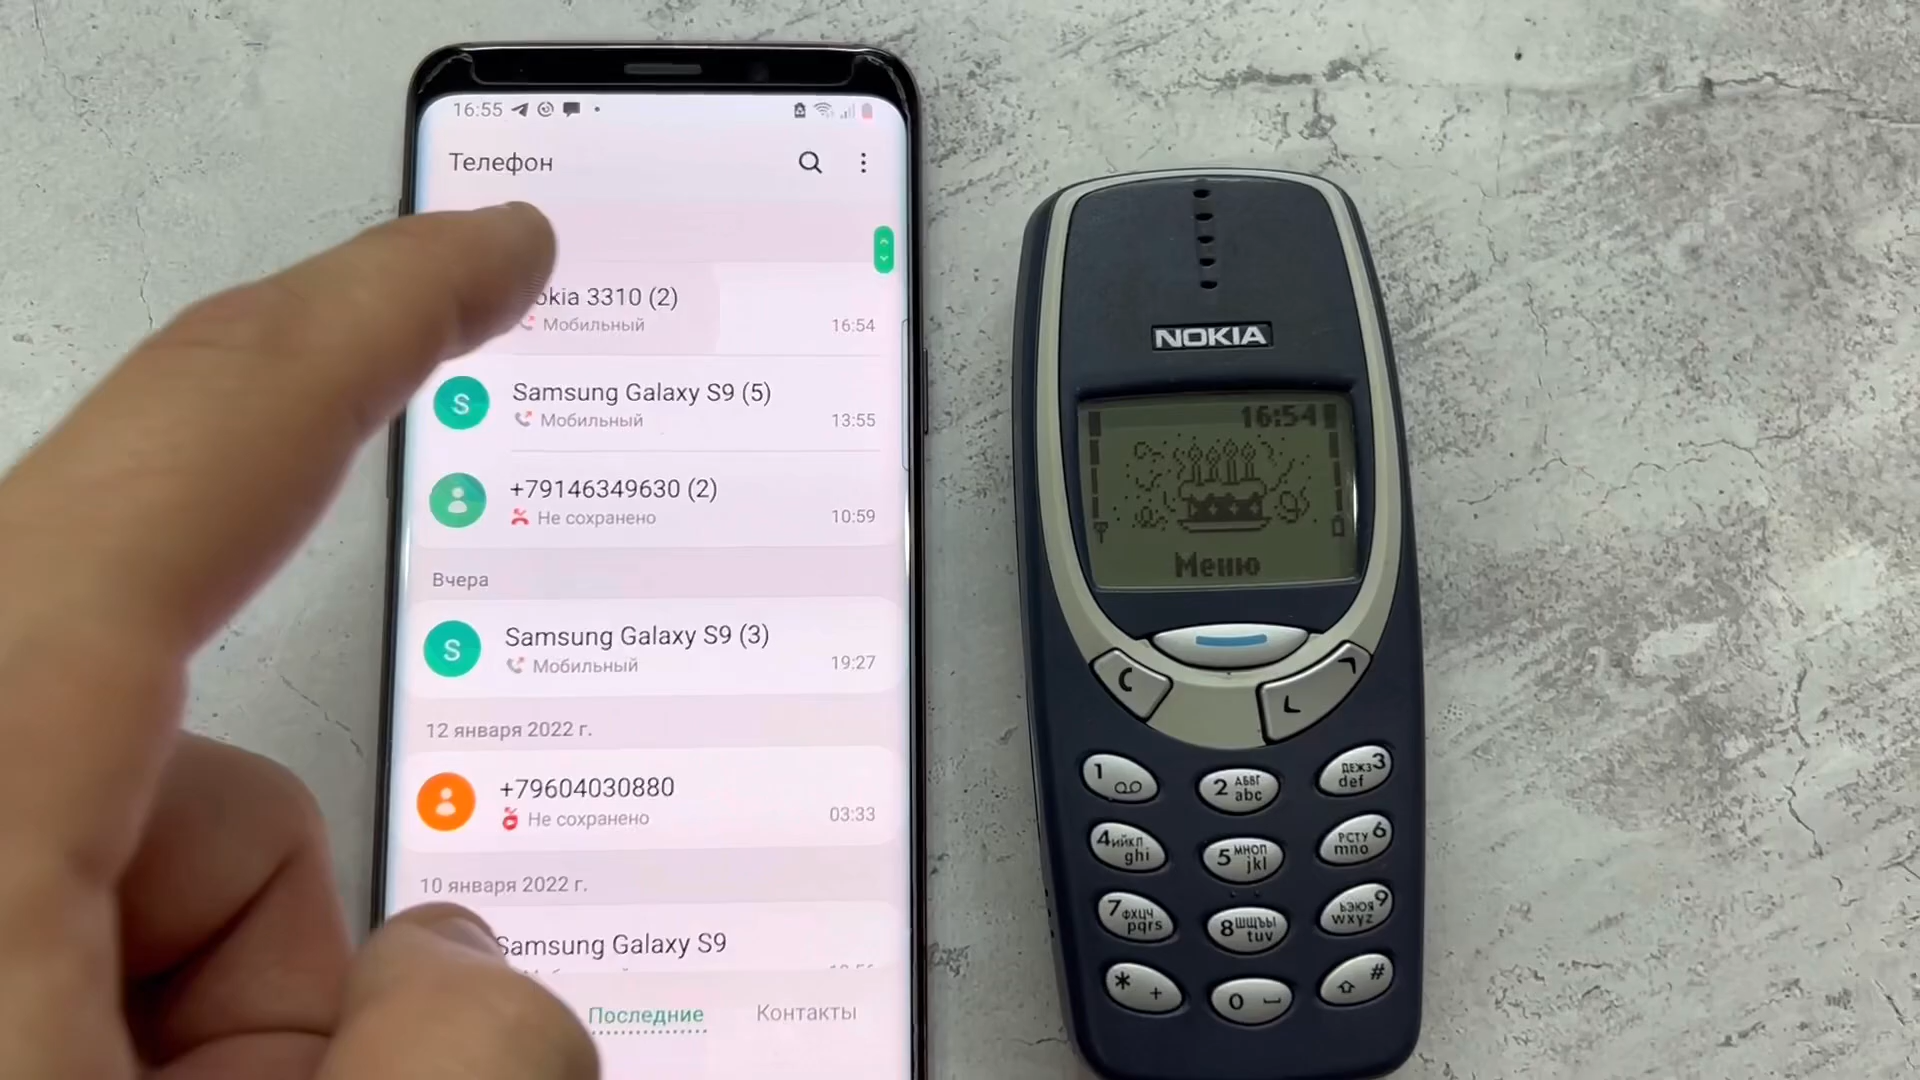 16:55
Телефон
okia 3310 (2)
Мобильный
16:54
S
Samsung Galaxy S9 (5)
Мобильный
13:55
+79146349630 (2)
Не сохранено
10:59
Вчера
S
Samsung Galaxy S9 (3)
Мобильный
19:27
12 января 2022 г.
+79604030880
Не сохранено
03:33
10 января 2022 г.
Samsung Galaxy S9
Последние
Контакты
NOKIA
16:54
Меню
C
1
2 АБВГ abc
ДЕЖЗ 3 def
4 ИЙКЛ ghi
5 МНОП jkl
РСТУ 6 mno
7 ФХЦЧ pqrs
8 ШЩЪЫ tuv
ЬЭЮЯ 9 wxyz
* +
0
#